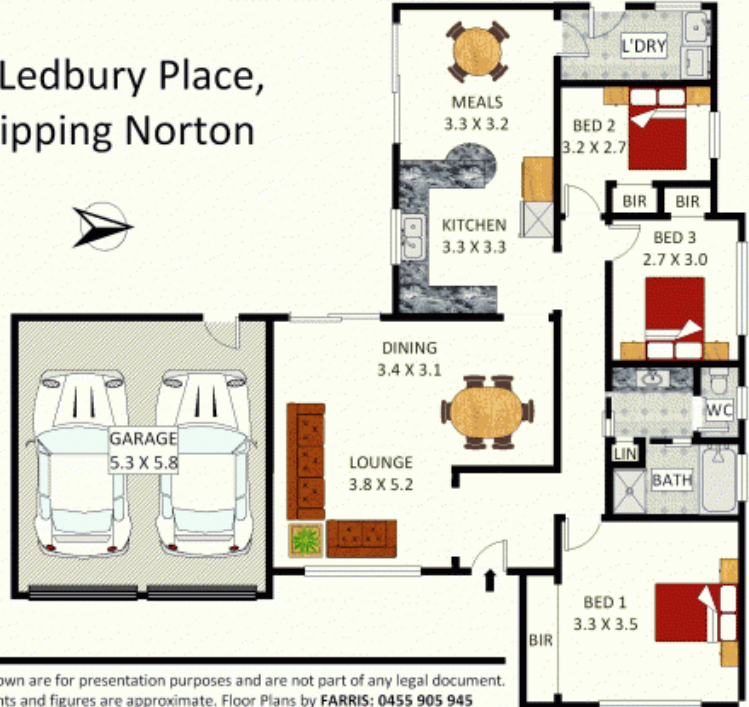 Ledbury Place,
ipping Norton
MEALS
3.3 X 3.2
L'DRY
BED 2
3.2 X 2.7
BIR
BIR
KITCHEN
3.3 X 3.3
BED 3
2.7 X 3.0
DINING
3.4 X 3.1
WC
GARAGE
5.3 X 5.8
LOUNGE
3.8 X 5.2
LIN
BATH
BED 1
3.3 X 3.5
BIR
own are for presentation purposes and are not part of any legal document.
nts and figures are approximate. Floor Plans by FARRIS: 0455 905 945